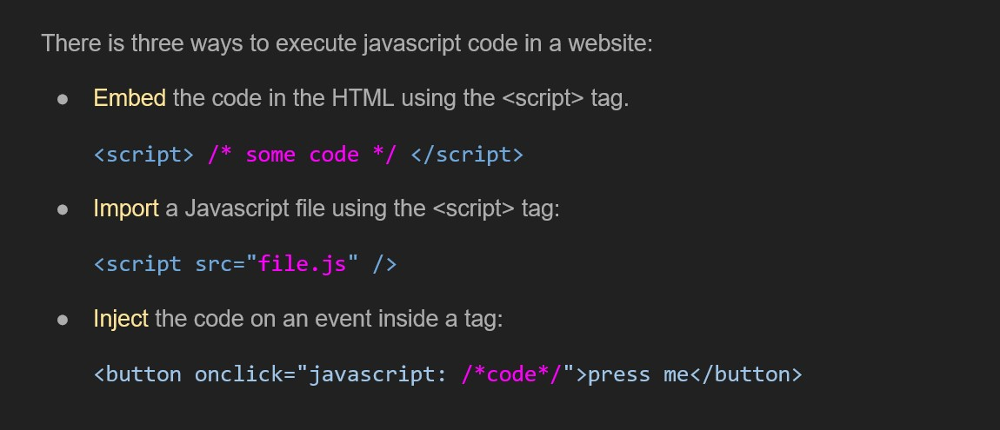 There is three ways to execute javascript code in a website:
● Embed the code in the HTML using the <script> tag.
<script> /* some code */ </script>
● Import a Javascript file using the <script> tag:
<script src="file.js" />
● Inject the code on an event inside a tag:
<button onclick="javascript: /*code*/">press me</button>